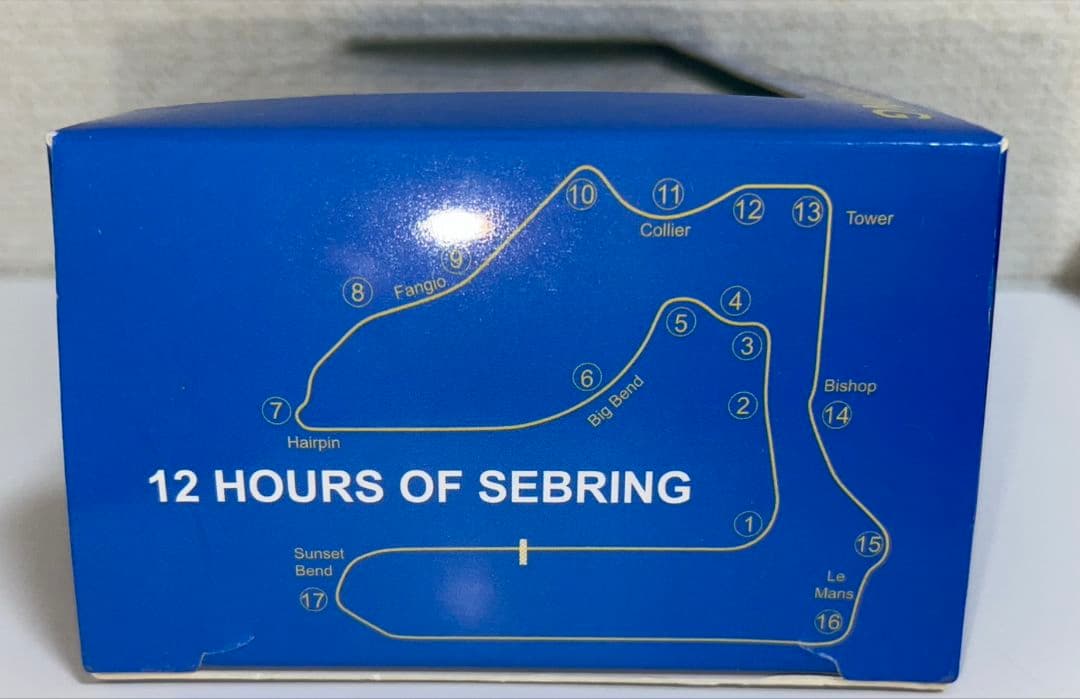 10
11
12
13
Collier
Tower
9
8
Fangio
4
5
3
6
2
Big Bend
Bishop
7
14
Hairpin
12 HOURS OF SEBRING
1
15
Sunset
Bend
17
Le
Mans
16